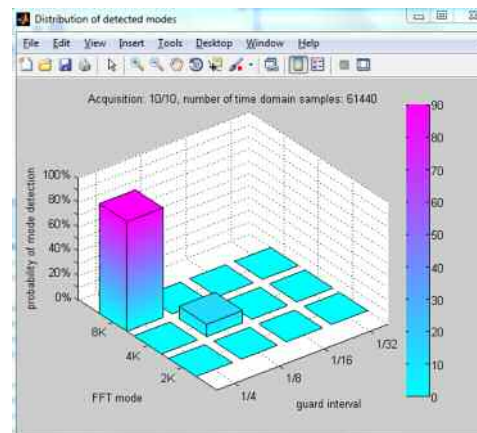 Distribution of detected modes
File Edit View Insert Tools Desktop Window Help
Acquisition: 10/10, number of time domain samples: 61440
probability of mode detection
100%
80%
60%
40%
20%
0%
8K
4K
2K
FFT mode
1/4
1/8
1/16
1/32
guard interval
90
80
70
60
50
40
30
20
10
0